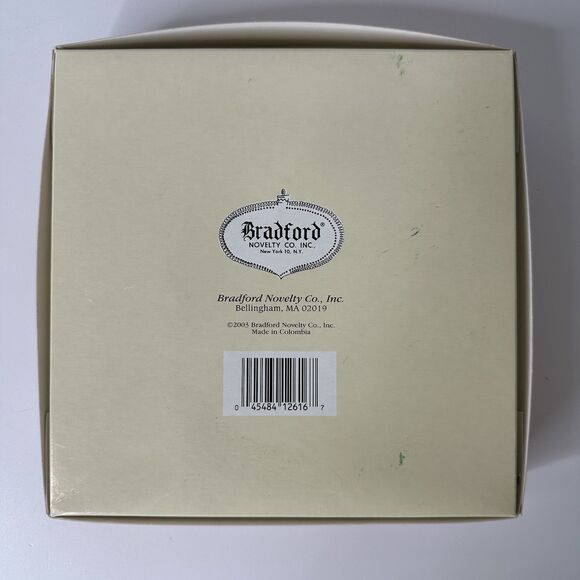 Bradford®
NOVELTY CO. INC.,
New York 10, N.Y.
Bradford Novelty Co., Inc.
Bellingham, MA 02019
©2003 Bradford Novelty Co., Inc.
Made in Colombia
0 45484 12616 7